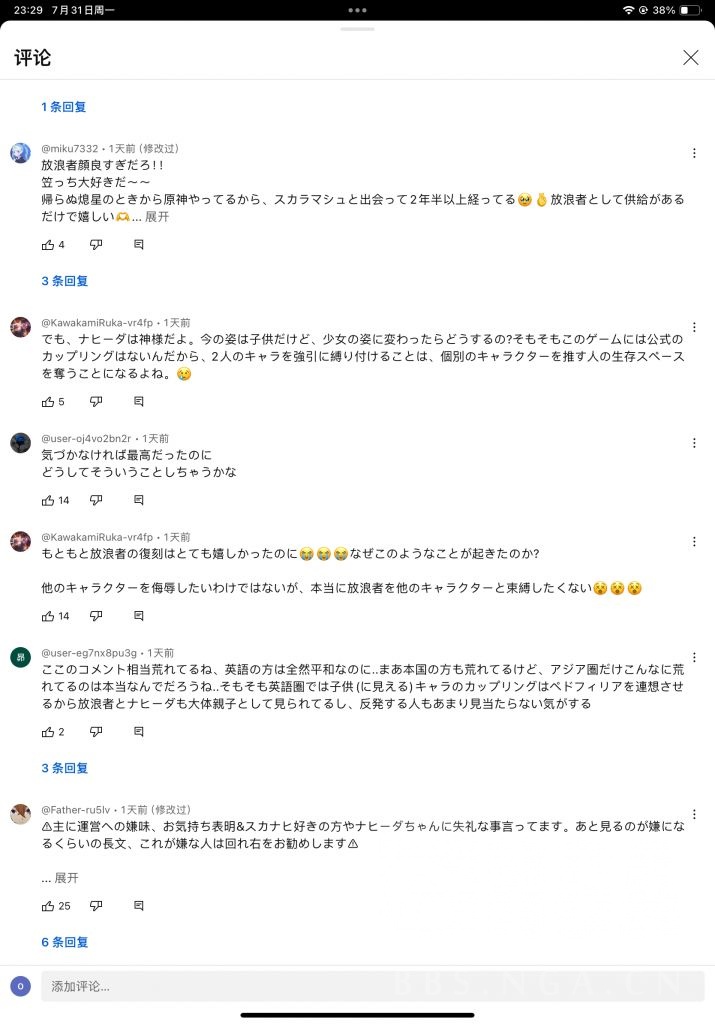 23:29 7月31日周一
38%
评论
1 条回复
@miku7332・1天前 (修改过)
放浪者顔良すぎだろ!!
笠っち大好きだ〜〜
帰らぬ熄星のときから原神やってるから、スカラマシュと出会って2年半以上経ってる🥹🫰放浪者として供給がある
だけで嬉しい🫶... 展开
4
3 条回复
@KawakamiRuka-vr4fp・1天前
でも、ナヒーダは神様だよ。今の姿は子供だけど、少女の姿に変わったらどうするの?そもそもこのゲームには公式の
カップリングはないんだから、2人のキャラを強引に縛り付けることは、個別のキャラクターを推す人の生存スペース
を奪うことになるよね。😢
5
@user-oj4vo2bn2r・1天前
気づかなければ最高だったのに
どうしてそういうことしちゃうかな
14
@KawakamiRuka-vr4fp・1天前
もともと放浪者の復刻はとても嬉しかったのに😭😭😭なぜこのようなことが起きたのか?
他のキャラクターを侮辱したいわけではないが、本当に放浪者を他のキャラクターと束縛したくない😵😵😵
14
昴
@user-eg7nx8pu3g・1天前
ここのコメント相当荒れてるね、英語の方は全然平和なのに..まあ本国の方も荒れてるけど、アジア圏だけこんなに荒
れてるのは本当なんでだろうね..そもそも英語圏では子供(に見える)キャラのカップリングはペドフィリアを連想させ
るから放浪者とナヒーダも大体親子として見られてるし、反発する人もあまり見当たらない気がする
2
3 条回复
@Father-ru5lv・1天前 (修改过)
⚠主に運営への嫌味、お気持ち表明&スカナヒ好きの方やナヒーダちゃんに失礼な事言ってます。あと見るのが嫌にな
るくらいの長文、これが嫌な人は回れ右をお勧めします⚠
... 展开
25
6 条回复
O
添加评论...
BBS.NGA.CN